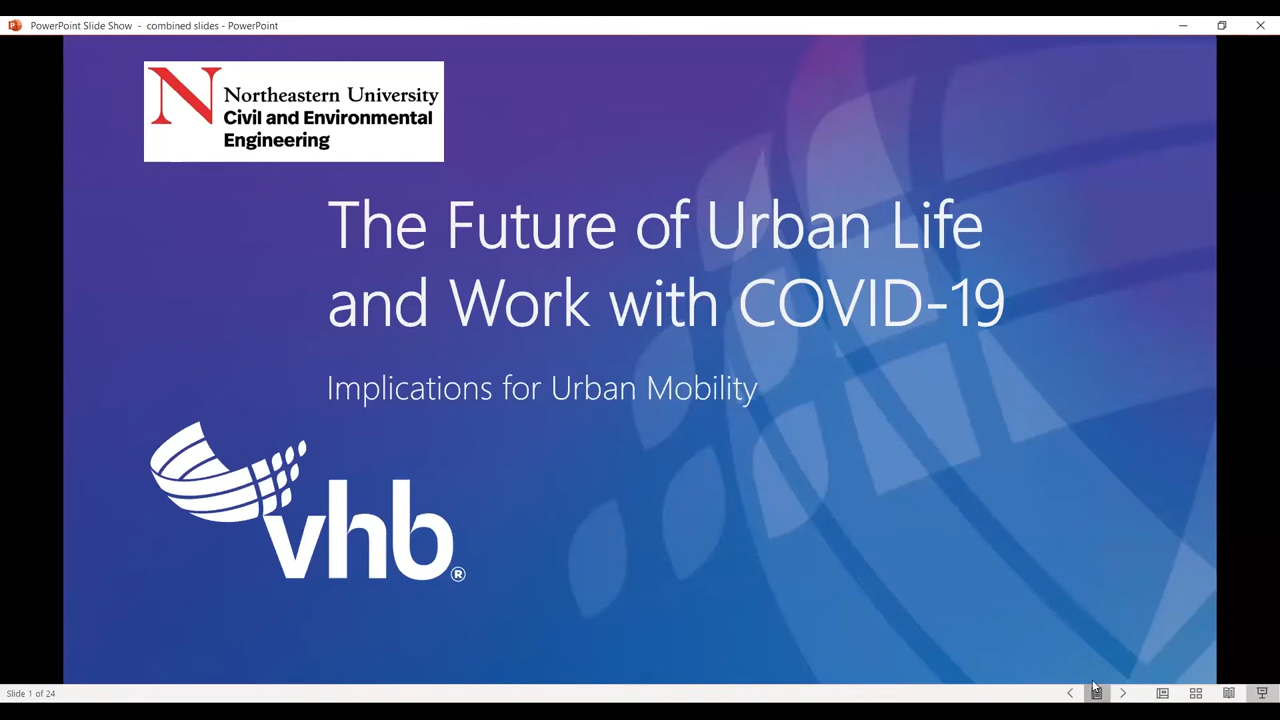 PowerPoint Slide Show - combined slides - PowerPoint
N
Northeastern University
Civil and Environmental
Engineering
The Future of Urban Life
and Work with COVID-19
Implications for Urban Mobility
vhb®
Slide 1 of 24